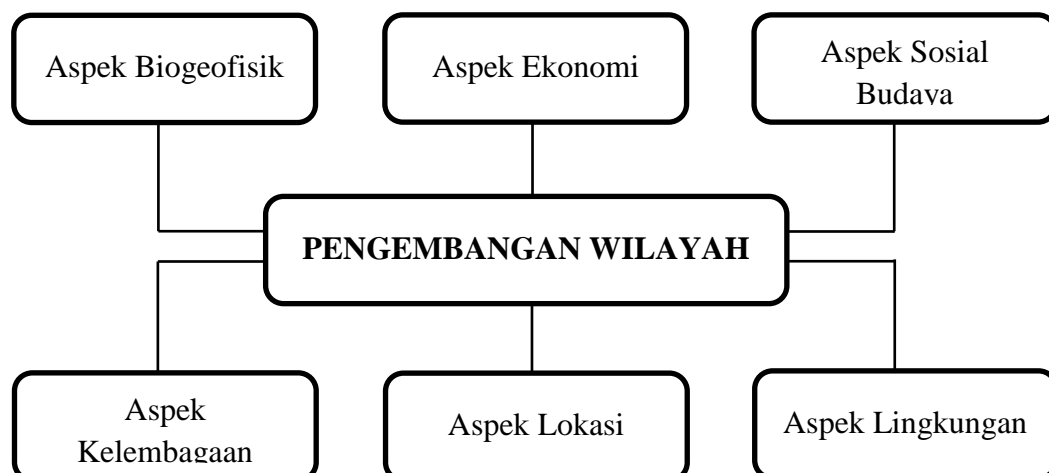 Aspek Biogeofisik
Aspek Ekonomi
Aspek Sosial
Budaya
PENGEMBANGAN WILAYAH
Aspek
Kelembagaan
Aspek Lokasi
Aspek Lingkungan